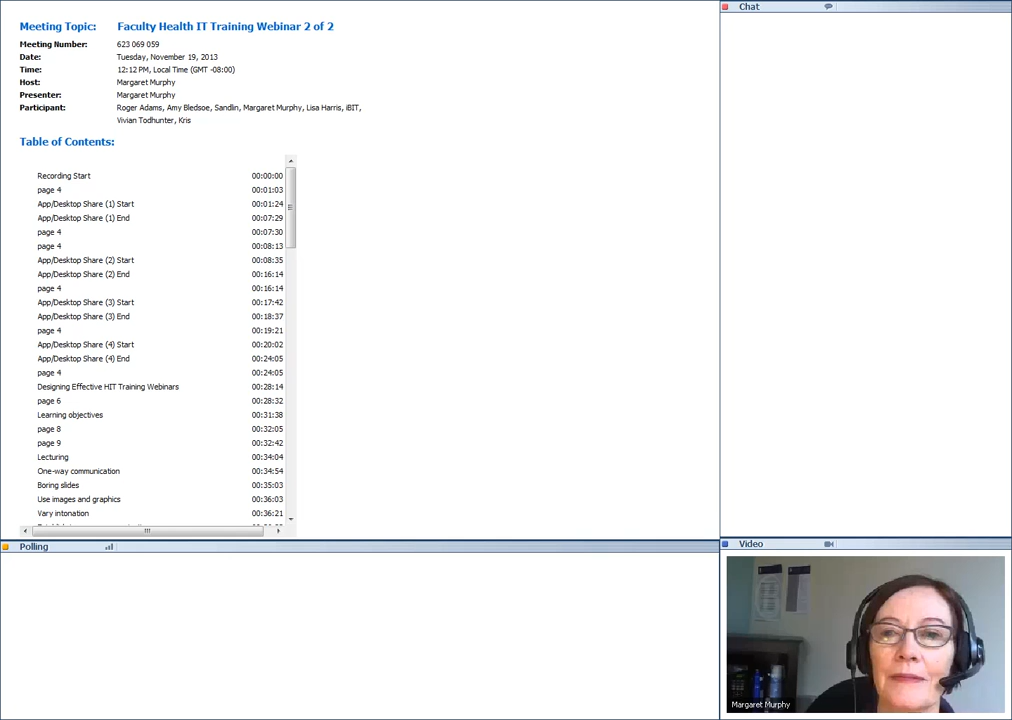 Meeting Topic: Faculty Health IT Training Webinar 2 of 2
Meeting Number: 623 069 059
Date: Tuesday, November 19, 2013
Time: 12:12 PM, Local Time (GMT -08:00)
Host: Margaret Murphy
Presenter: Margaret Murphy
Participant: Roger Adams, Amy Bledsoe, Sandlin, Margaret Murphy, Lisa Harris, iBIT,
Vivian Todhunter, Kris
Table of Contents:
Recording Start 00:00:00
page 4 00:01:03
App/Desktop Share (1) Start 00:01:24
App/Desktop Share (1) End 00:07:29
page 4 00:07:30
page 4 00:08:13
App/Desktop Share (2) Start 00:08:35
App/Desktop Share (2) End 00:16:14
page 4 00:16:14
App/Desktop Share (3) Start 00:17:42
App/Desktop Share (3) End 00:18:37
page 4 00:19:21
App/Desktop Share (4) Start 00:20:02
App/Desktop Share (4) End 00:24:05
page 4 00:24:05
Designing Effective HIT Training Webinars 00:28:14
page 6 00:28:32
Learning objectives 00:31:38
page 8 00:32:05
page 9 00:32:42
Lecturing 00:34:04
One-way communication 00:34:54
Boring slides 00:35:03
Use images and graphics 00:36:03
Vary intonation 00:36:21
Polling
Chat
Video
Margaret Murphy